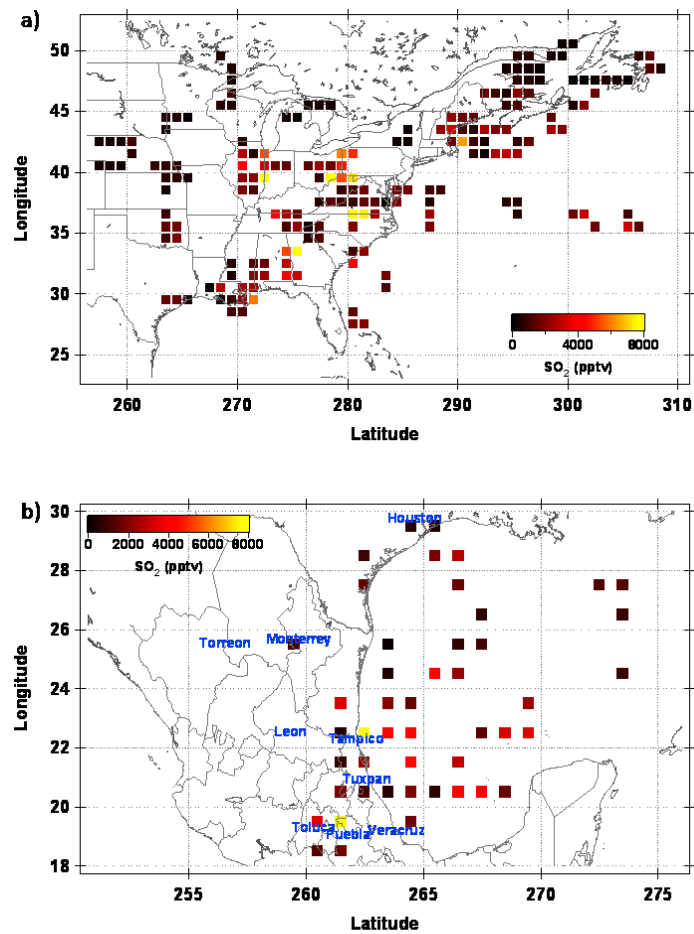 a)
50
45
40
35
30
25
Longitude
0 4000 8000
SO2 (pptv)
260 270 280 290 300 310
Latitude
b)
30
28
26
24
22
20
18
Longitude
0 2000 4000 6000 8000
SO2 (pptv)
Houston
Torreon
Monterrey
Leon
Tampico
Tuxpan
Toluca
Puebla
Veracruz
255 260 265 270 275
Latitude